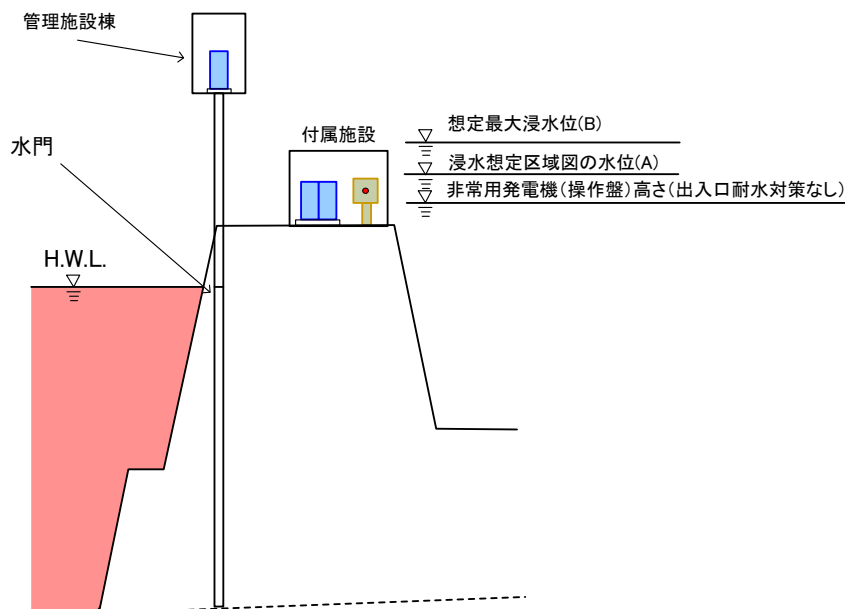 管理施設棟
水門
付属施設
想定最大浸水位(B)
浸水想定区域図の水位(A)
非常用発電機(操作盤)高さ(出入口耐水対策なし)
H.W.L.